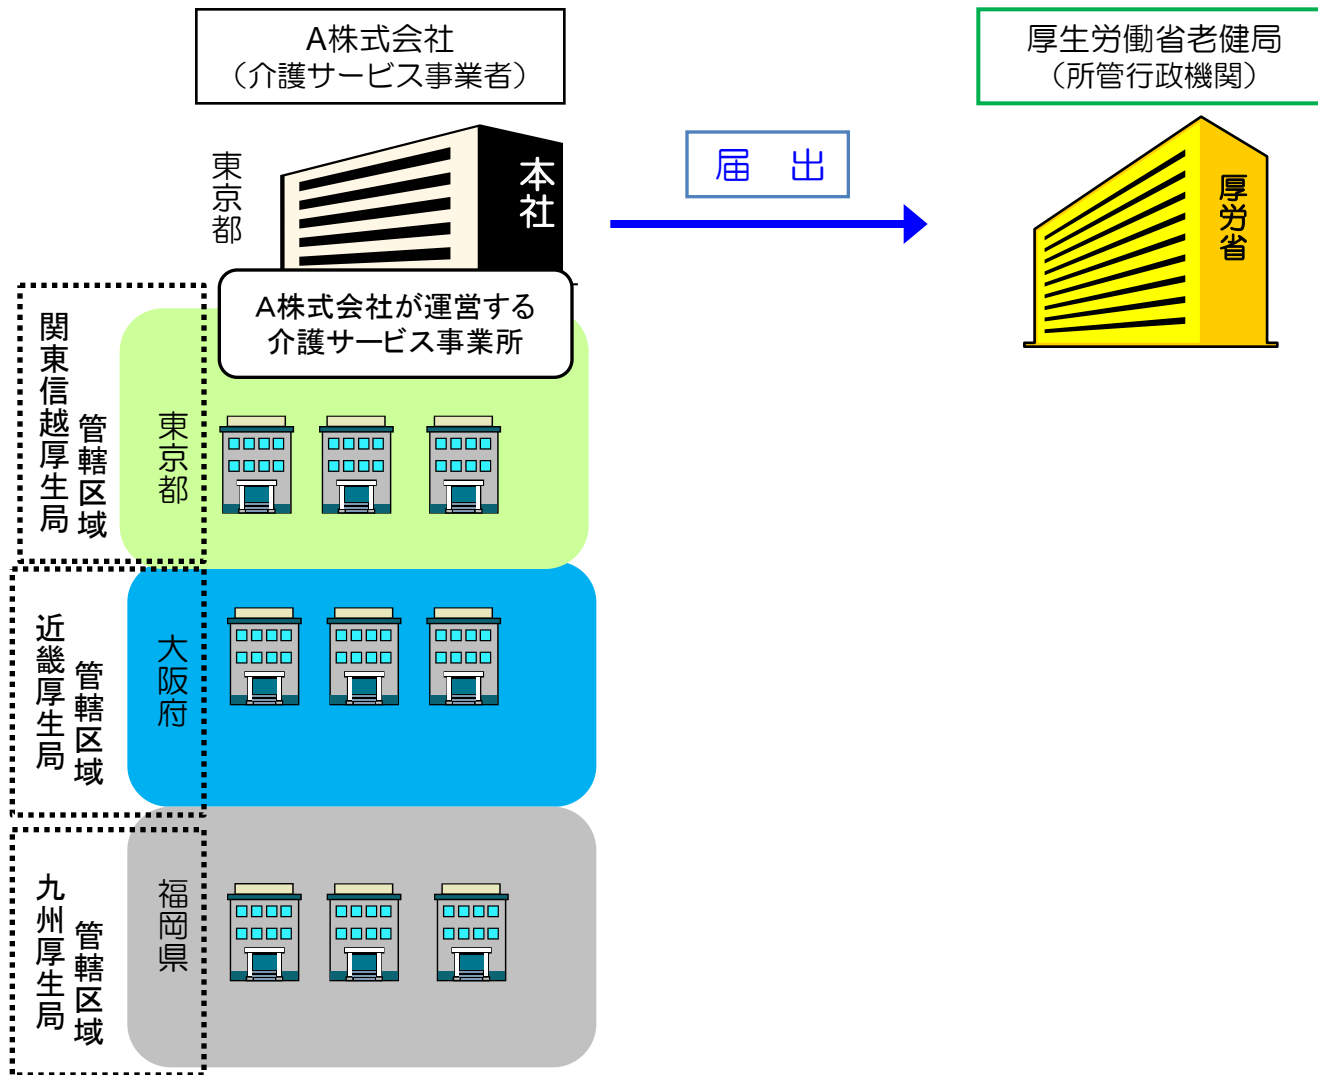 A株式会社
（介護サービス事業者）
厚生労働省老健局
（所管行政機関）
東京都
本社
届　出
厚労省
A株式会社が運営する
介護サービス事業所
関東信越厚生局
管轄区域
東京都
近畿厚生局
管轄区域
大阪府
九州厚生局
管轄区域
福岡県